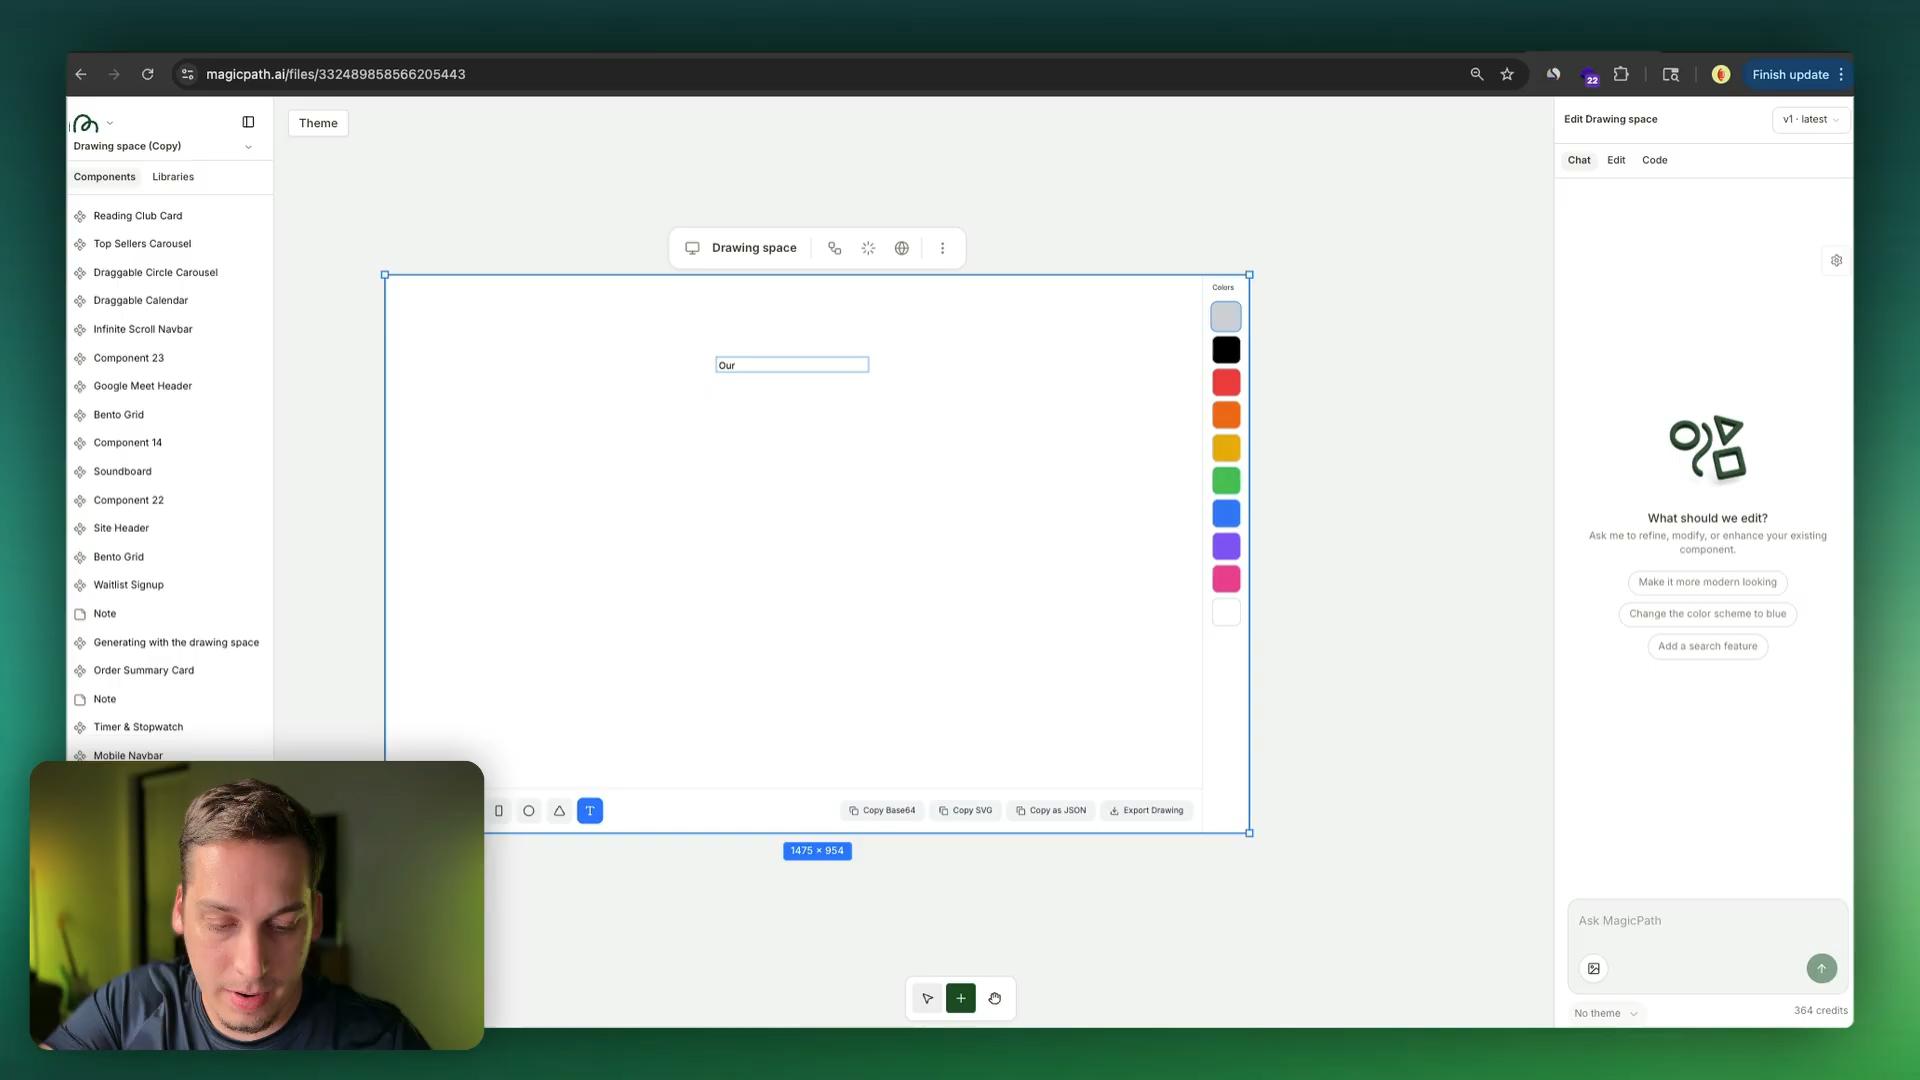 magicpath.ai/files/332489858566205443
22
Finish update
Drawing space (Copy)
Components
Libraries
Reading Club Card
Top Sellers Carousel
Draggable Circle Carousel
Draggable Calendar
Infinite Scroll Navbar
Component 23
Google Meet Header
Bento Grid
Component 14
Soundboard
Component 22
Site Header
Bento Grid
Waitlist Signup
Note
Generating with the drawing space
Order Summary Card
Note
Timer & Stopwatch
Mobile Navbar
Theme
Drawing space
Colors
Our
T
Copy Base64
Copy SVG
Copy as JSON
Export Drawing
1475 × 954
Edit Drawing space
v1 · latest
Chat
Edit
Code
What should we edit?
Ask me to refine, modify, or enhance your existing
component.
Make it more modern looking
Change the color scheme to blue
Add a search feature
Ask MagicPath
No theme
364 credits